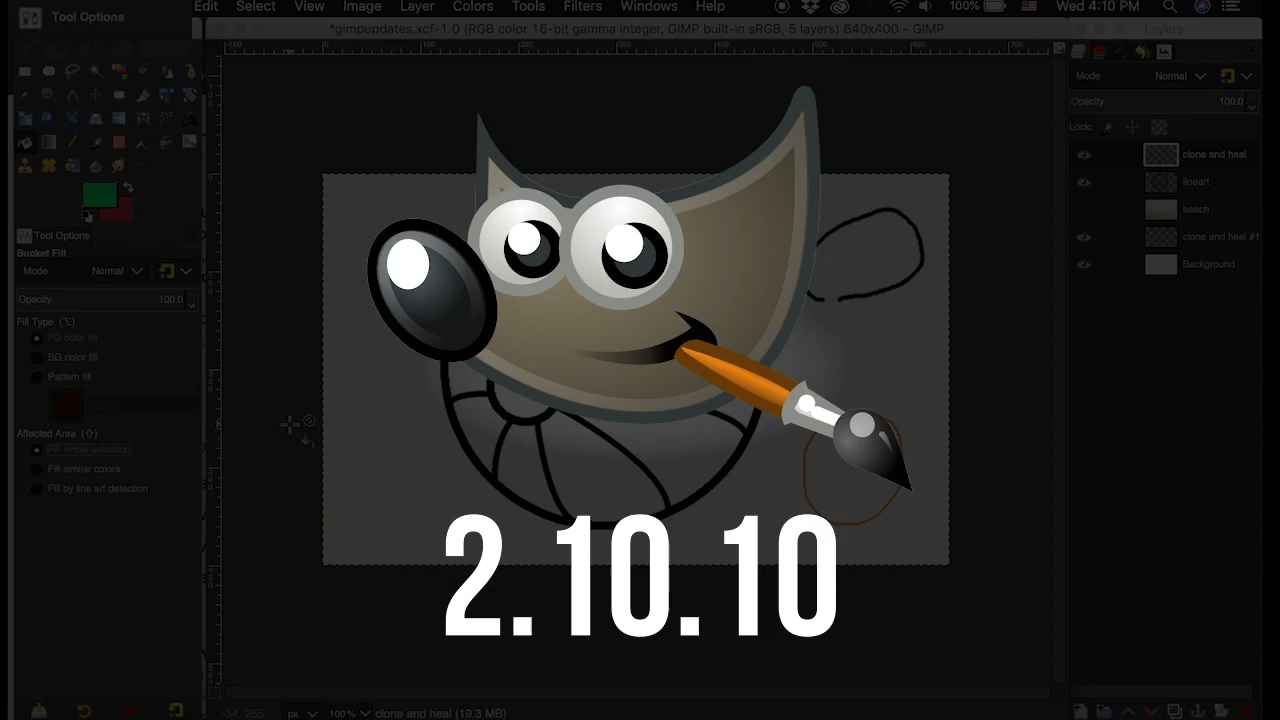 Edit Select View Image Layer Colors Tools Filters Windows Help 100% Wed 4:10 PM
Tool Options
*gimpupdates.xcf-1.0 (RGB color 16-bit gamma integer, GIMP built-in sRGB, 5 layers) 640x400 – GIMP
Layers
Mode Normal
Opacity 100.0
Lock:
clone and heal
lineart
beach
clone and heal #1
Background
Tool Options
Bucket Fill
Mode Normal
Opacity 100.0
Fill Type (⌥)
FG color fill
BG color fill
Pattern fill
Affected Area (⇧)
Fill whole selection
Fill similar colors
Fill by line art detection
2.10.10
-34, 255 px 100% clone and heal (19.3 MB)